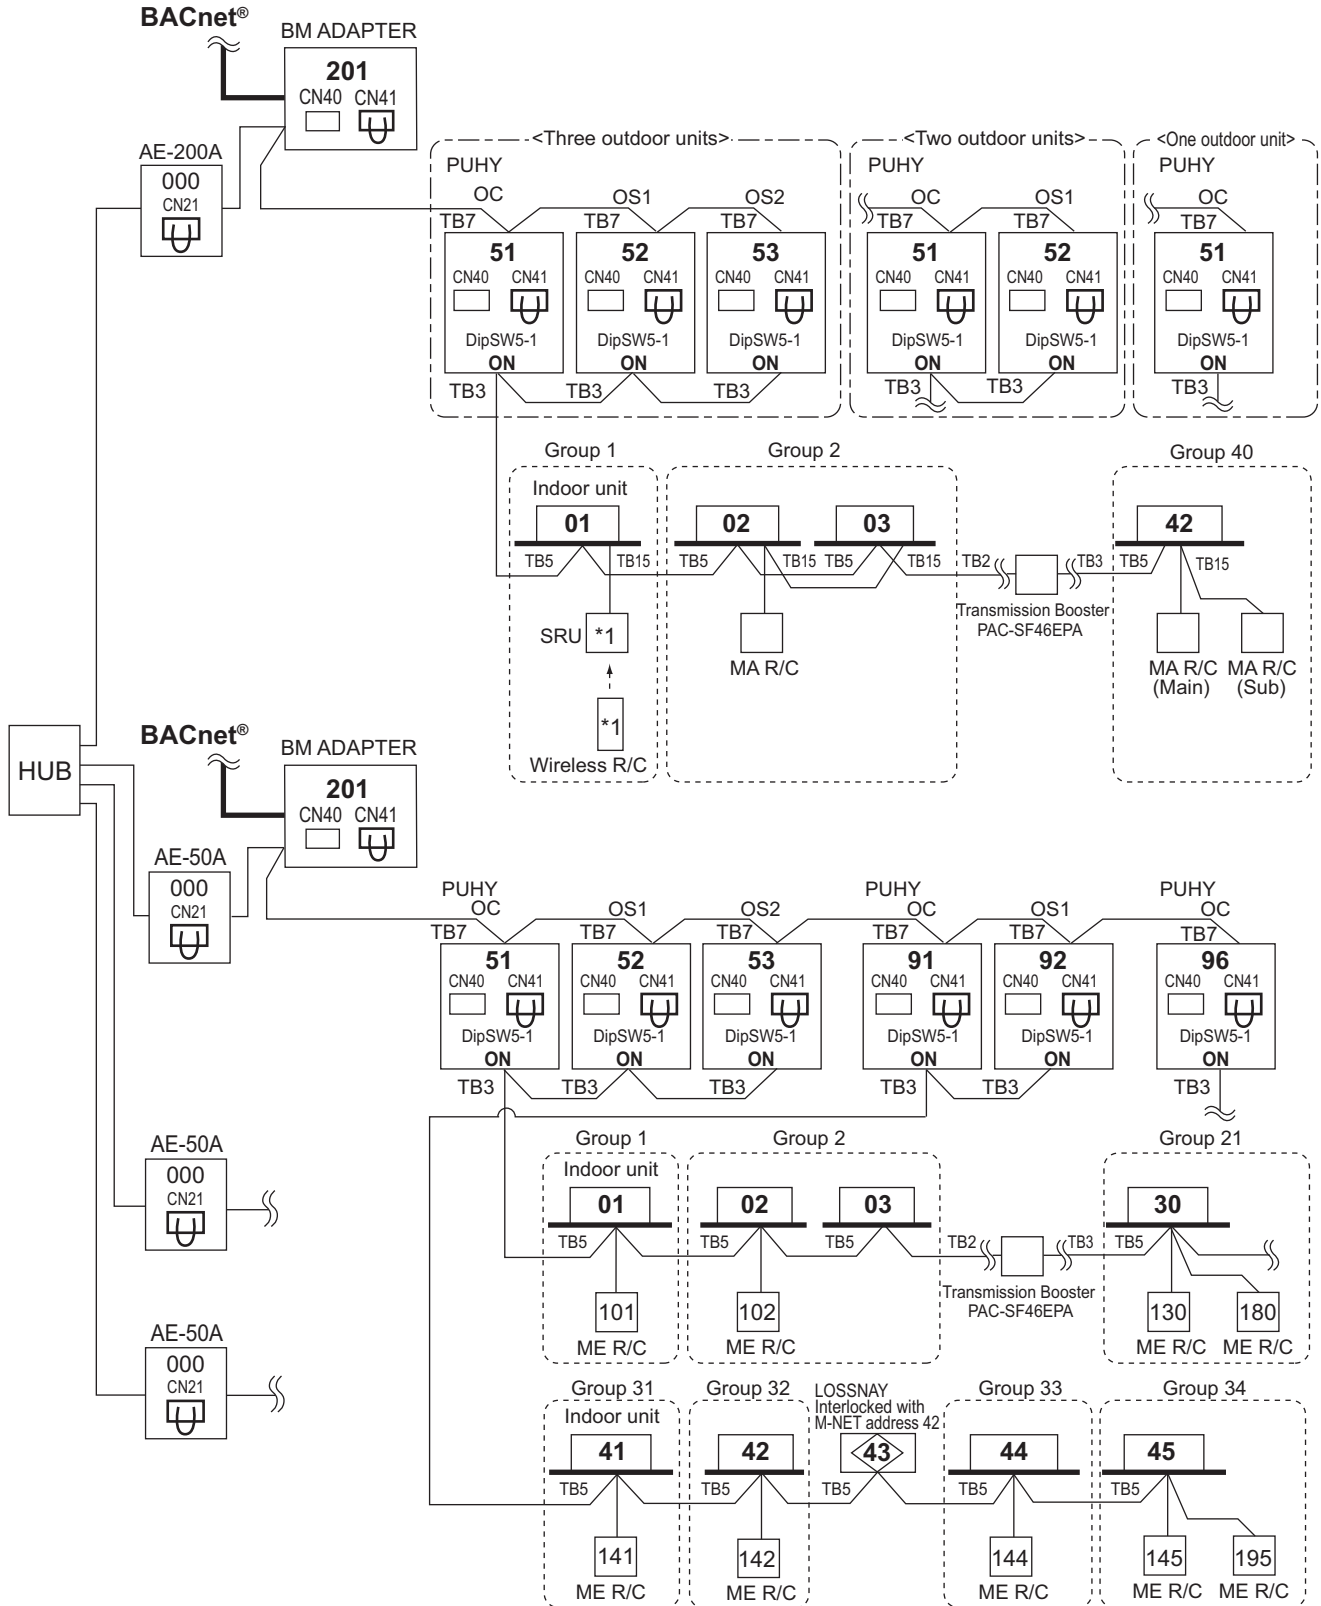 BACnet®
BM ADAPTER
201
CN40 CN41
AE-200A
000
CN21
<Three outdoor units>
<Two outdoor units>
<One outdoor unit>
PUHY
PUHY
PUHY
OC OS1 OS2
OC OS1
OC
TB7 TB7 TB7
TB7 TB7
TB7
51 52 53
51 52
51
CN40 CN41 CN40 CN41 CN40 CN41
CN40 CN41 CN40 CN41
CN40 CN41
DipSW5-1 DipSW5-1 DipSW5-1
DipSW5-1 DipSW5-1
DipSW5-1
ON ON ON
ON ON
ON
TB3 TB3 TB3
TB3 TB3
TB3
Group 1
Group 2
Group 40
Indoor unit
01
02
03
42
TB5 TB15
TB5 TB15
TB5 TB15
TB2
TB3
TB5 TB15
Transmission Booster
PAC-SF46EPA
SRU *1
MA R/C
MA R/C
(Main)
MA R/C
(Sub)
*1
Wireless R/C
HUB
BACnet®
BM ADAPTER
201
CN40 CN41
AE-50A
000
CN21
PUHY
PUHY
PUHY
OC OS1 OS2
OC OS1
OC
TB7 TB7 TB7
TB7 TB7
TB7
51 52 53
91 92
96
CN40 CN41 CN40 CN41 CN40 CN41
CN40 CN41 CN40 CN41
CN40 CN41
DipSW5-1 DipSW5-1 DipSW5-1
DipSW5-1 DipSW5-1
DipSW5-1
ON ON ON
ON ON
ON
TB3 TB3 TB3
TB3 TB3
TB3
AE-50A
000
CN21
Group 1
Group 2
Group 21
Indoor unit
01
02
03
30
TB5
TB5
TB5
TB2
TB3
TB5
Transmission Booster
PAC-SF46EPA
101
102
130
180
ME R/C
ME R/C
ME R/C
ME R/C
AE-50A
000
CN21
Group 31
Group 32
LOSSNAY
Interlocked with
M-NET address 42
Group 33
Group 34
Indoor unit
41
42
43
44
45
TB5
TB5
TB5
TB5
TB5
141
142
144
145
195
ME R/C
ME R/C
ME R/C
ME R/C
ME R/C